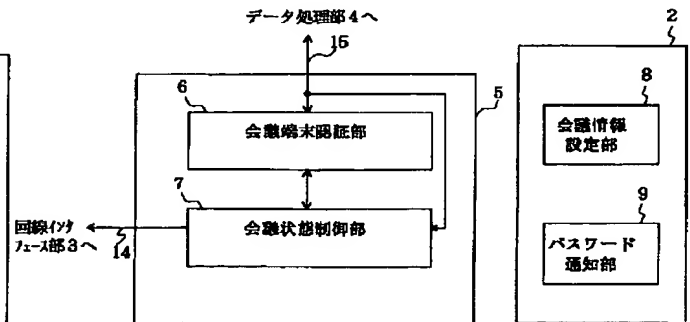 データ処理部4へ
15
2
6
5
8
会議端末認証部
会議情報
設定部
7
会議状態制御部
回線インタ
フェース部3へ
14
9
パスワード
通知部